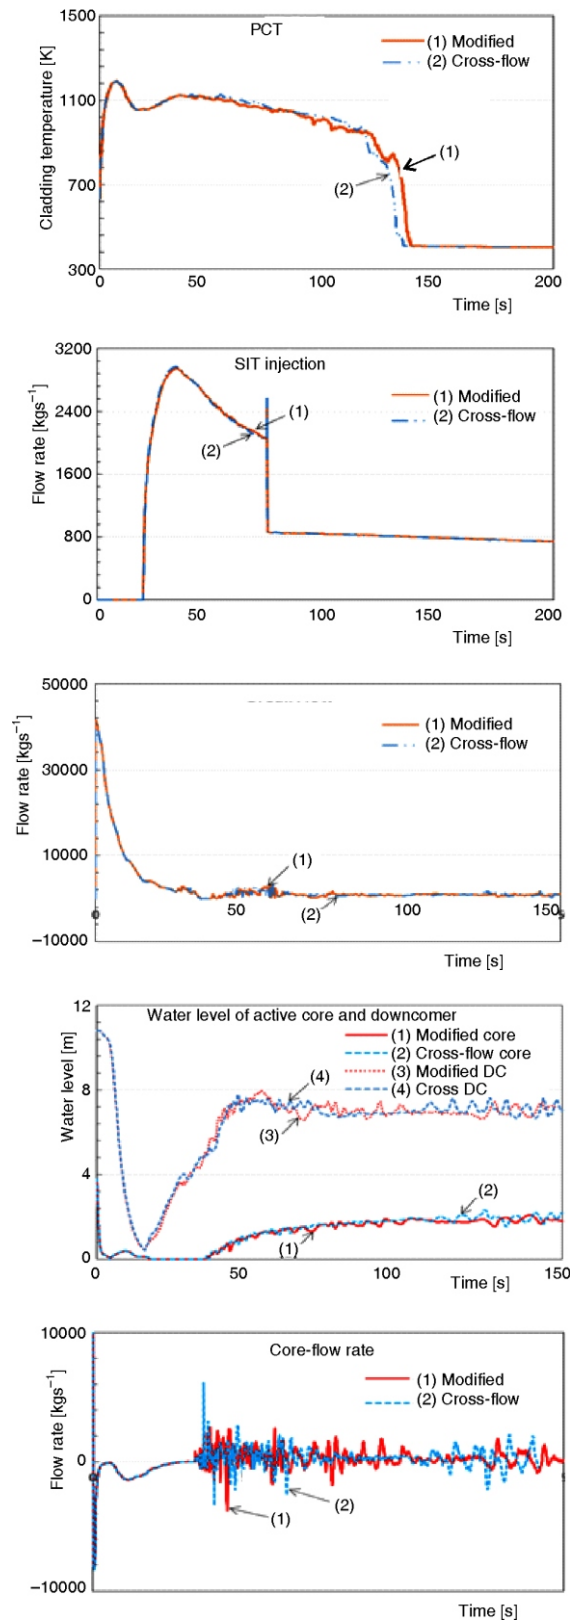 1500
PCT
(1) Modified
(2) Cross-flow
1100
Cladding temperature [K]
(1)
700
(2)
300
0
50
100
150
200
Time [s]
3200
SIT injection
(1) Modified
(2) Cross-flow
2400
Flow rate [kgs⁻¹]
(1)
(2)
1600
800
0
0
50
100
150
200
Time [s]
50000
(1) Modified
(2) Cross-flow
30000
Flow rate [kgs⁻¹]
10000
(1)
(2)
0
50
100
150
−10000
Time [s]
12
Water level of active core and downcomer
(1) Modified core
(2) Cross-flow core
(3) Modified DC
(4) Cross DC
Water level [m]
8
(4)
(3)
4
(2)
(1)
0
0
50
100
150
Time [s]
10000
Core-flow rate
(1) Modified
(2) Cross-flow
Flow rate [kgs⁻¹]
0
(2)
(1)
−10000
Time [s]